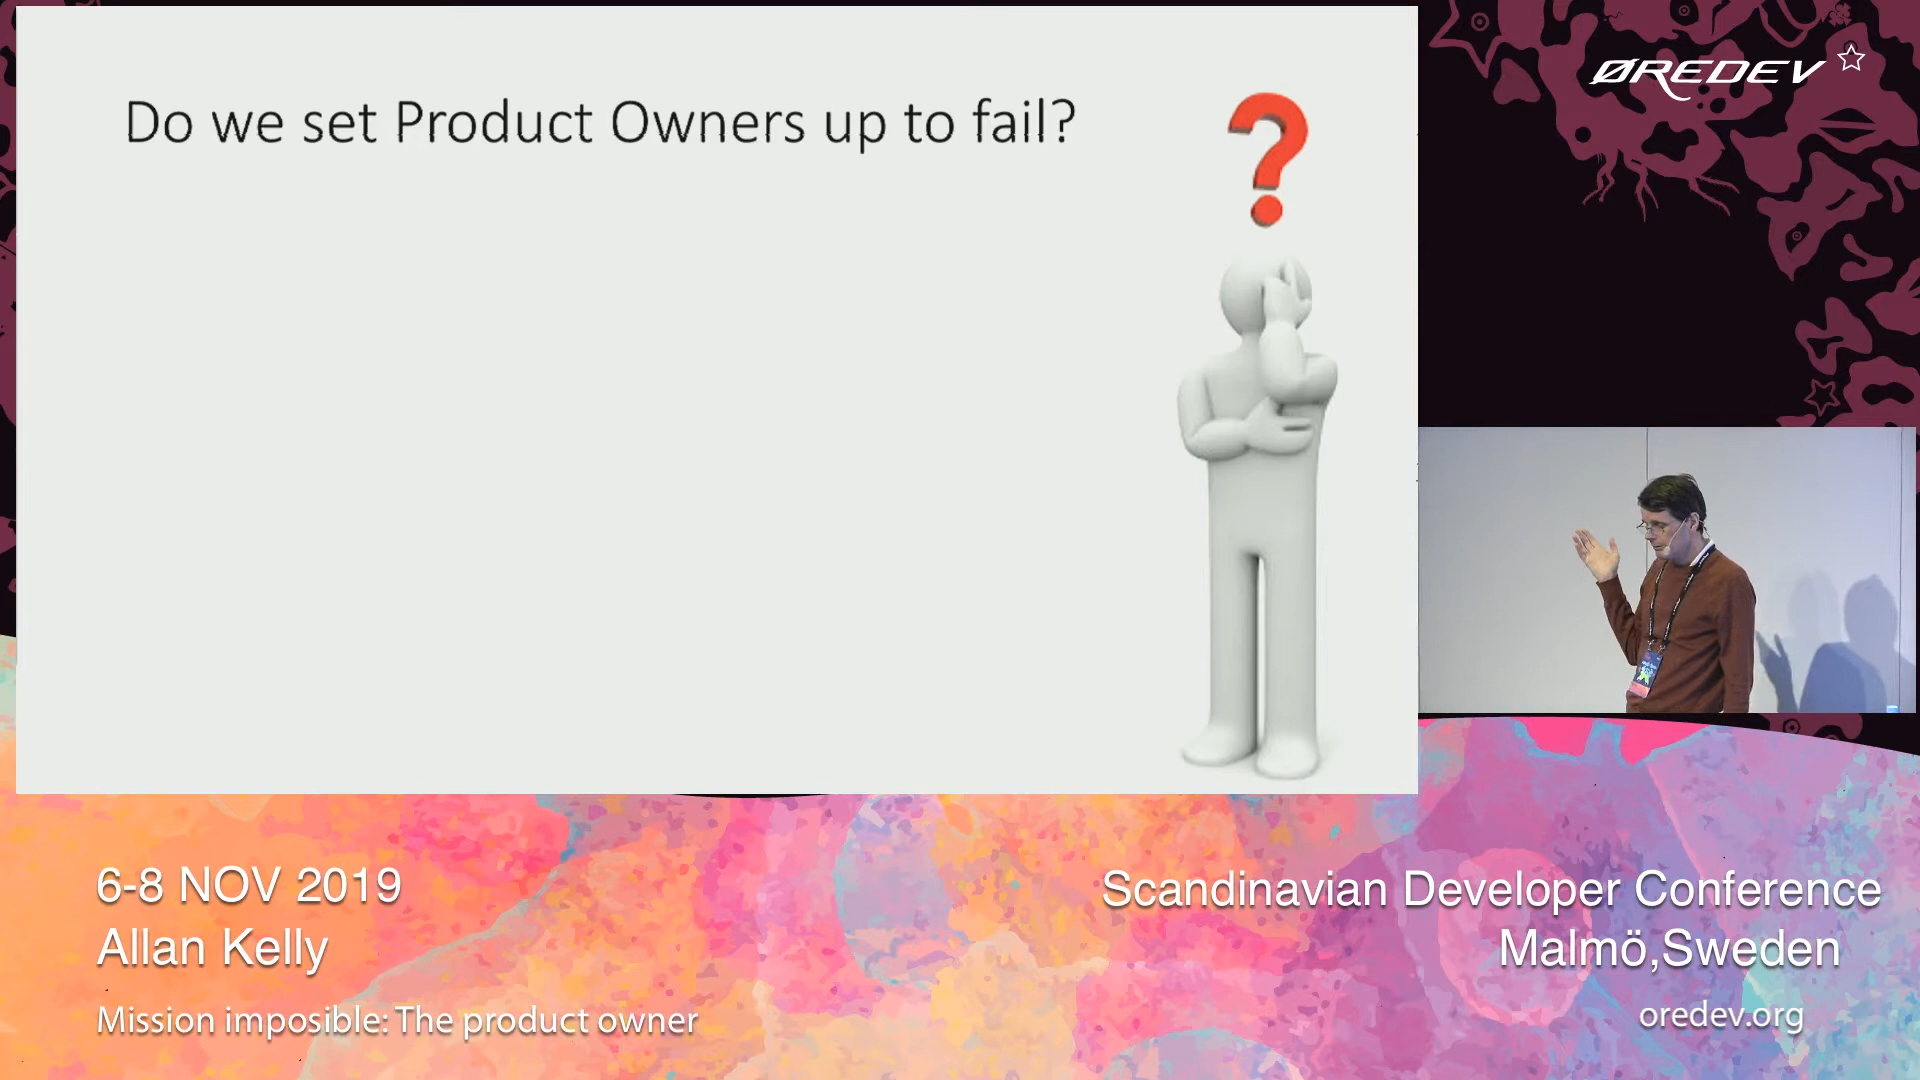 Do we set Product Owners up to fail?
?
ØREDEV
6-8 NOV 2019
Allan Kelly
Mission imposible: The product owner
Scandinavian Developer Conference
Malmö,Sweden
oredev.org